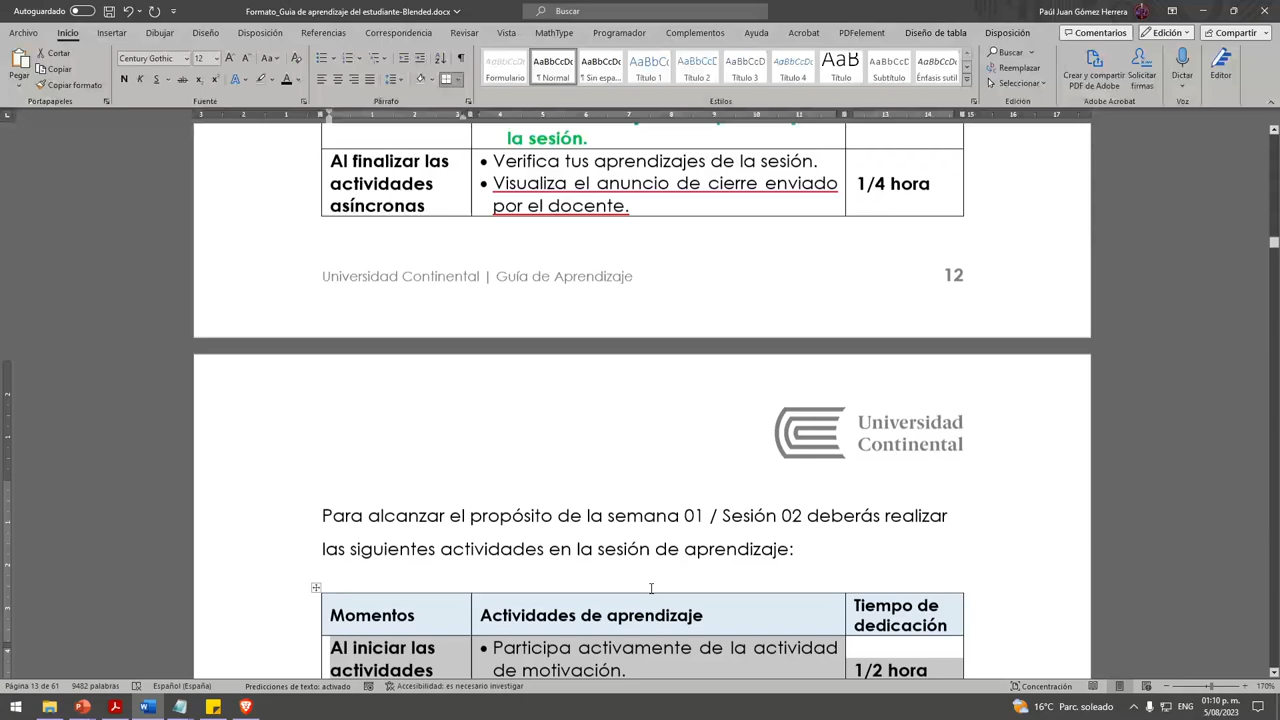 Autoguardado
Formato_Guia de aprendizaje del estudiante-Blended.docx
Buscar
Paúl Juan Gómez Herrera
Archivo
Inicio
Insertar
Dibujar
Diseño
Disposición
Referencias
Correspondencia
Revisar
Vista
MathType
Programador
Complementos
Ayuda
Acrobat
PDFelement
Diseño de tabla
Disposición
Comentarios
Edición
Compartir
Pegar
Cortar
Copiar
Copiar formato
Portapapeles
Century Gothic
12
Fuente
Párrafo
Formulario
¶ Normal
¶ Sin espa...
Título 1
Título 2
Título 3
Título 4
Título
Subtítulo
Énfasis sutil
Estilos
Buscar
Reemplazar
Seleccionar
Edición
Crear y compartir PDF de Adobe
Solicitar firmas
Adobe Acrobat
Dictar
Voz
Editor
la sesión.
Al finalizar las
actividades
asíncronas
• Verifica tus aprendizajes de la sesión.
• Visualiza el anuncio de cierre enviado
por el docente.
1/4 hora
Universidad Continental | Guía de Aprendizaje
12
Universidad
Continental
Para alcanzar el propósito de la semana 01 / Sesión 02 deberás realizar
las siguientes actividades en la sesión de aprendizaje:
Momentos
Actividades de aprendizaje
Tiempo de
dedicación
Al iniciar las
actividades
• Participa activamente de la actividad
de motivación.
1/2 hora
Página 13 de 61
9482 palabras
Español (España)
Predicciones de texto: activado
Accesibilidad: es necesario investigar
Concentración
170%
16°C Parc. soleado
ENG
01:10 p. m.
5/08/2023